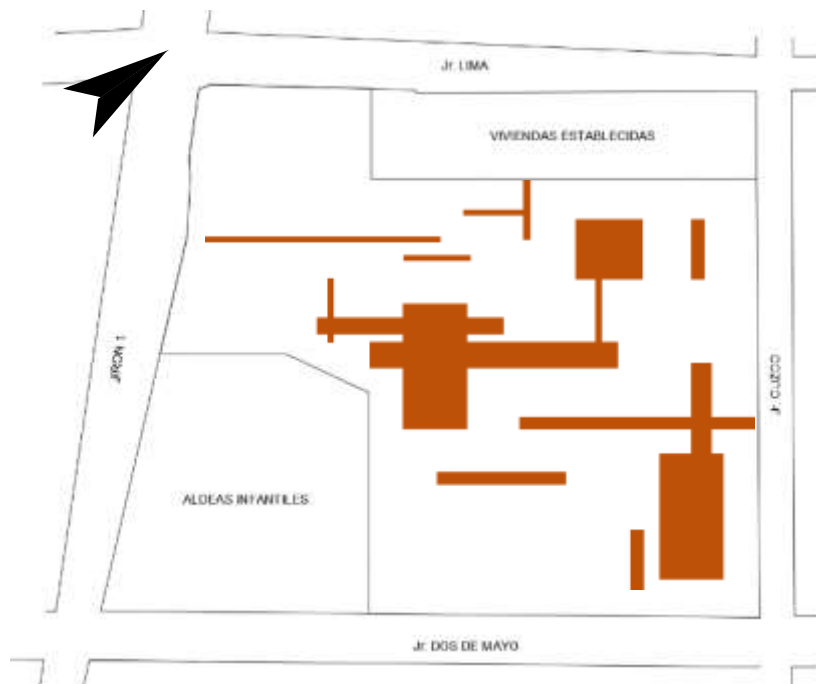 Jr. LIMA
VIVIENDAS ESTABLECIDAS
JIRON 1
Jr. CUZCO
ALDEAS INFANTILES
Jr. DOS DE MAYO